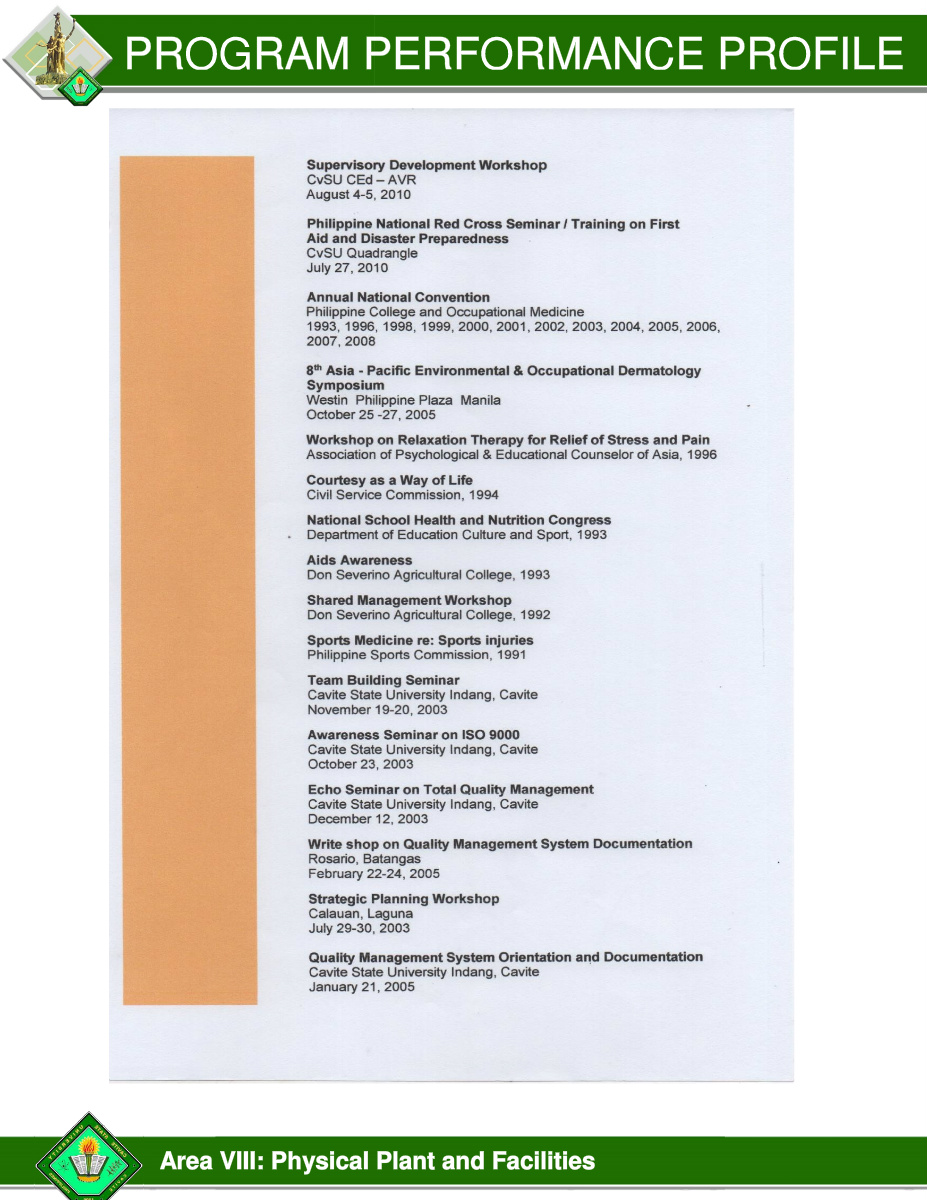 PROGRAM PERFORMANCE PROFILE
Supervisory Development Workshop
CvSU CEd – AVR
August 4-5, 2010
Philippine National Red Cross Seminar / Training on First
Aid and Disaster Preparedness
CvSU Quadrangle
July 27, 2010
Annual National Convention
Philippine College and Occupational Medicine
1993, 1996, 1998, 1999, 2000, 2001, 2002, 2003, 2004, 2005, 2006,
2007, 2008
8th Asia - Pacific Environmental & Occupational Dermatology
Symposium
Westin Philippine Plaza Manila
October 25 -27, 2005
Workshop on Relaxation Therapy for Relief of Stress and Pain
Association of Psychological & Educational Counselor of Asia, 1996
Courtesy as a Way of Life
Civil Service Commission, 1994
National School Health and Nutrition Congress
Department of Education Culture and Sport, 1993
Aids Awareness
Don Severino Agricultural College, 1993
Shared Management Workshop
Don Severino Agricultural College, 1992
Sports Medicine re: Sports injuries
Philippine Sports Commission, 1991
Team Building Seminar
Cavite State University Indang, Cavite
November 19-20, 2003
Awareness Seminar on ISO 9000
Cavite State University Indang, Cavite
October 23, 2003
Echo Seminar on Total Quality Management
Cavite State University Indang, Cavite
December 12, 2003
Write shop on Quality Management System Documentation
Rosario, Batangas
February 22-24, 2005
Strategic Planning Workshop
Calauan, Laguna
July 29-30, 2003
Quality Management System Orientation and Documentation
Cavite State University Indang, Cavite
January 21, 2005
Area VIII: Physical Plant and Facilities